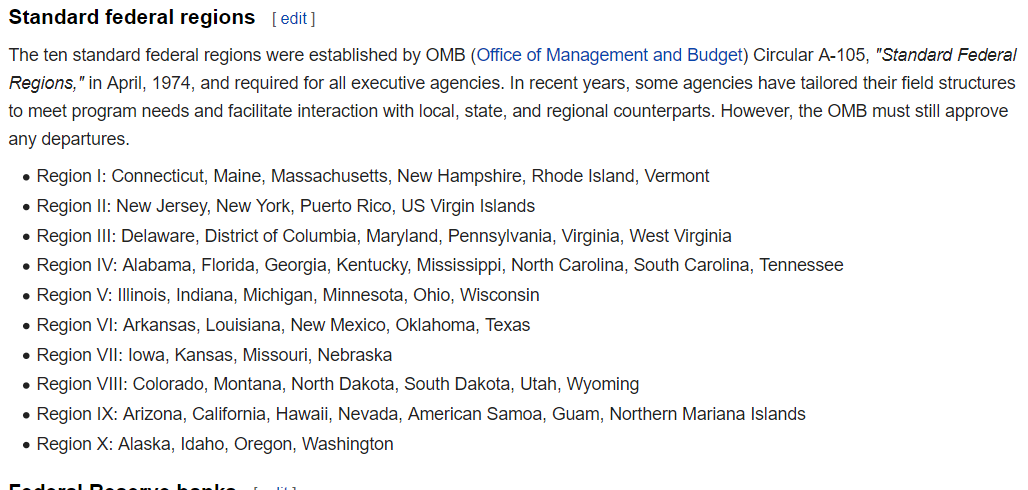 Standard federal regions [ edit ]
The ten standard federal regions were established by OMB (Office of Management and Budget) Circular A-105, "Standard Federal
Regions," in April, 1974, and required for all executive agencies. In recent years, some agencies have tailored their field structures
to meet program needs and facilitate interaction with local, state, and regional counterparts. However, the OMB must still approve
any departures.
• Region I: Connecticut, Maine, Massachusetts, New Hampshire, Rhode Island, Vermont
• Region II: New Jersey, New York, Puerto Rico, US Virgin Islands
• Region III: Delaware, District of Columbia, Maryland, Pennsylvania, Virginia, West Virginia
• Region IV: Alabama, Florida, Georgia, Kentucky, Mississippi, North Carolina, South Carolina, Tennessee
• Region V: Illinois, Indiana, Michigan, Minnesota, Ohio, Wisconsin
• Region VI: Arkansas, Louisiana, New Mexico, Oklahoma, Texas
• Region VII: Iowa, Kansas, Missouri, Nebraska
• Region VIII: Colorado, Montana, North Dakota, South Dakota, Utah, Wyoming
• Region IX: Arizona, California, Hawaii, Nevada, American Samoa, Guam, Northern Mariana Islands
• Region X: Alaska, Idaho, Oregon, Washington
Federal Reserve banks [ edit ]